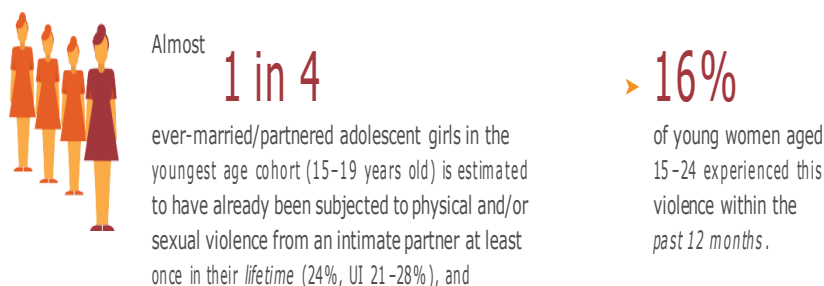 Almost
1 in 4
ever-married/partnered adolescent girls in the
youngest age cohort (15–19 years old) is estimated
to have already been subjected to physical and/or
sexual violence from an intimate partner at least
once in their lifetime (24%, UI 21–28%), and
16%
of young women aged
15–24 experienced this
violence within the
past 12 months.